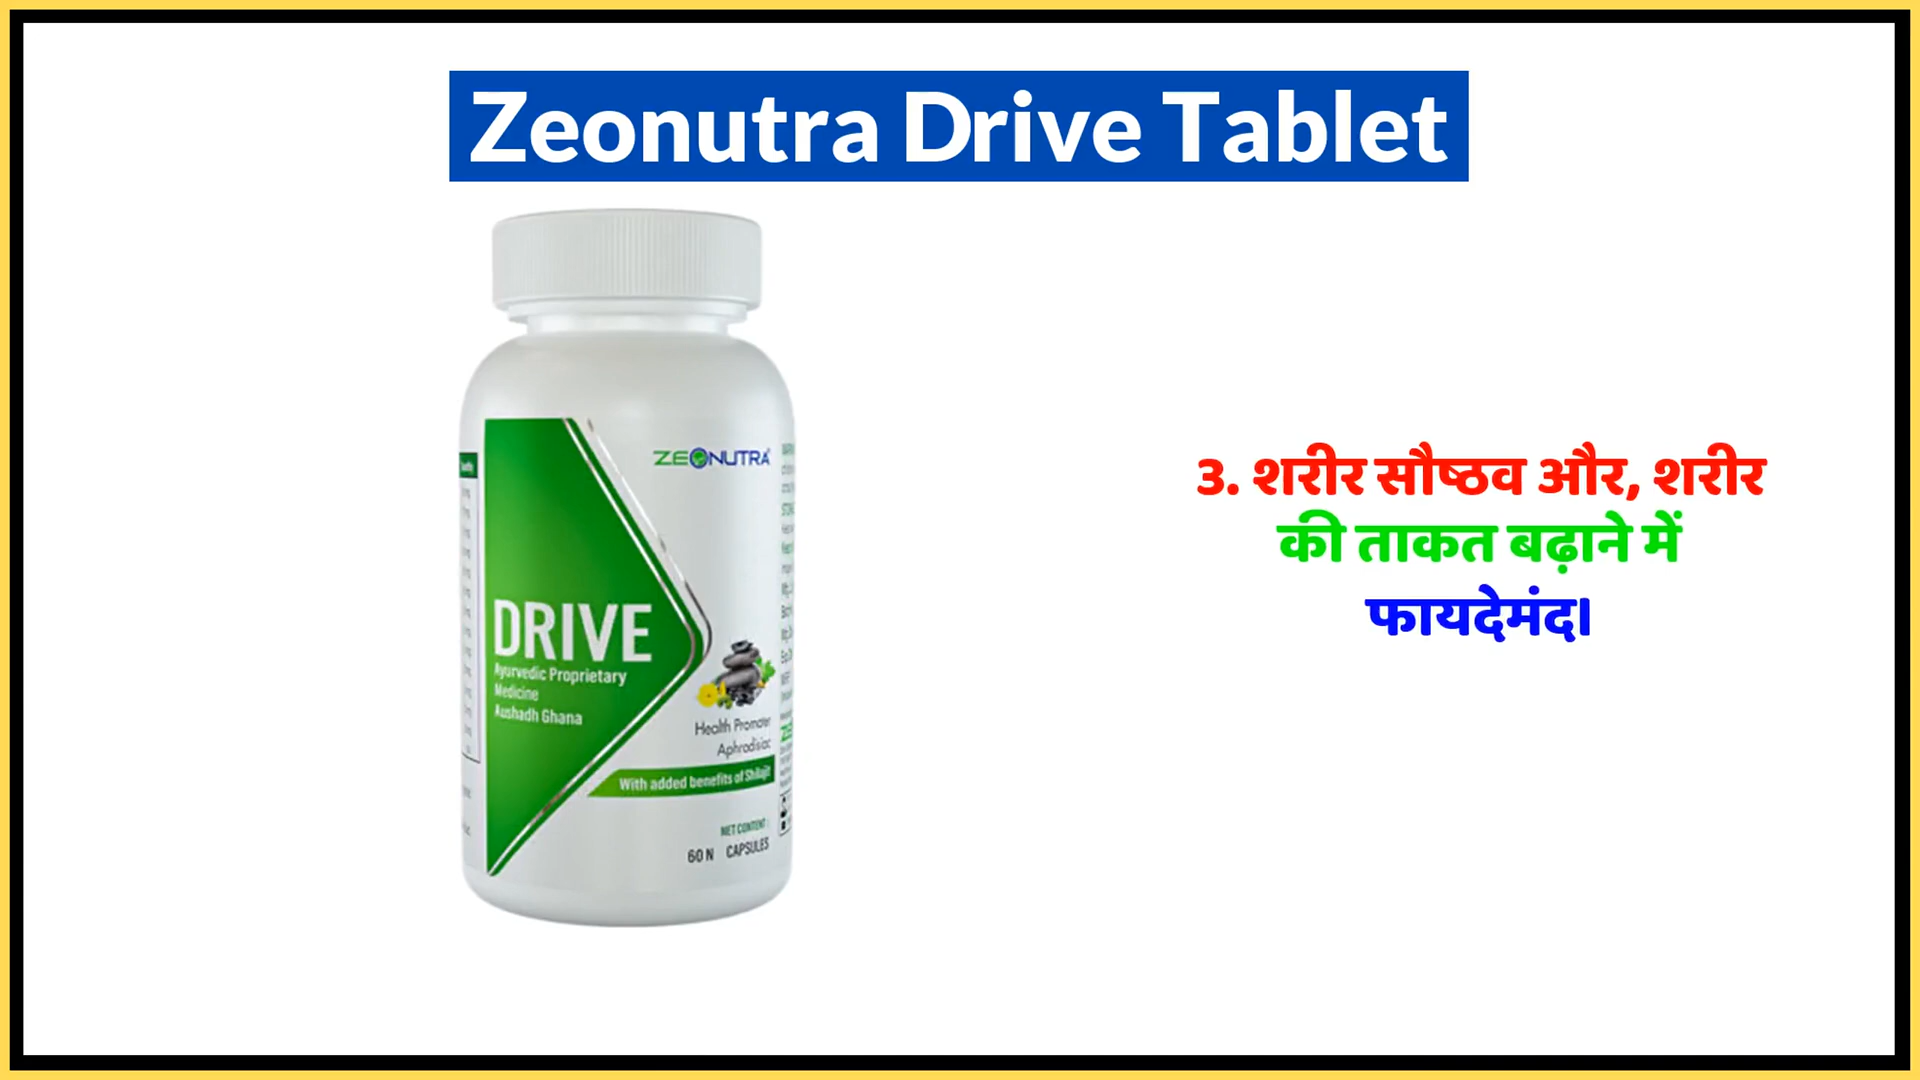 Zeonutra Drive Tablet
ZEONUTRA
DRIVE
Ayurvedic Proprietary
Medicine
Aushadh Ghana
Health Promoter
Aphrodisiac
With added benefits of Shilajit
NET CONTENT :
60 N CAPSULES
3. शरीर सौष्ठव और, शरीर
की ताकत बढ़ाने में
फायदेमंद।